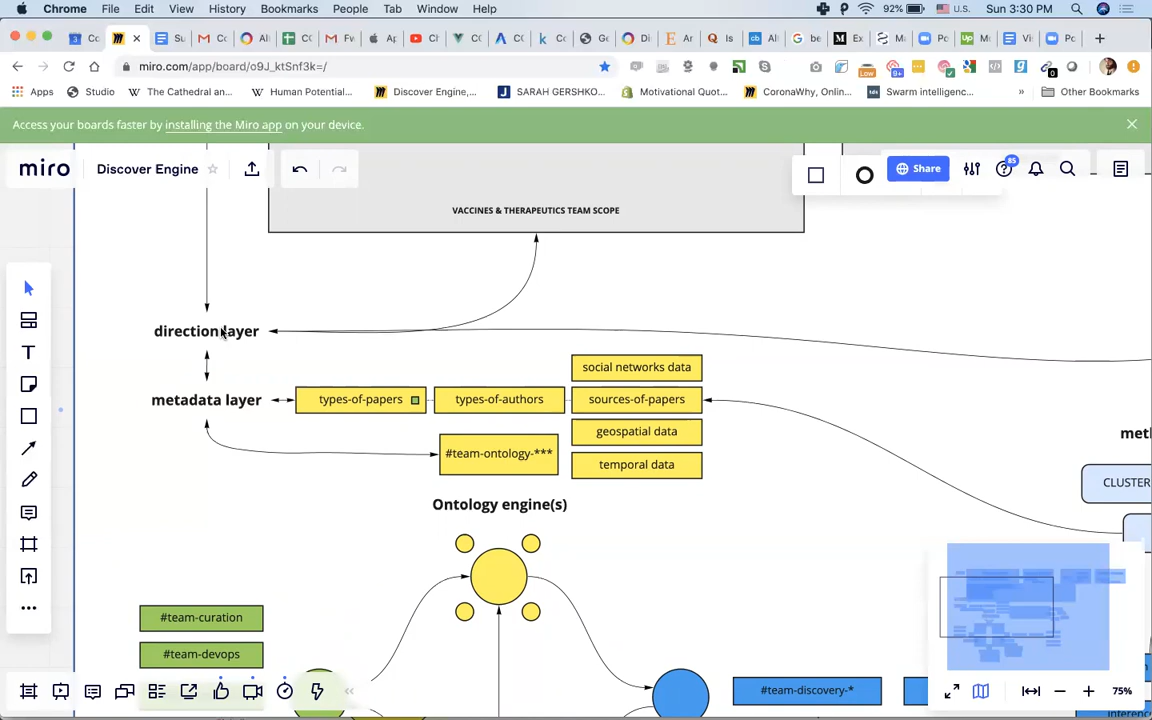 Chrome File Edit View History Bookmarks People Tab Window Help 92% U.S. Sun 3:30 PM
miro.com/app/board/o9J_ktSnf3k=/
Apps Studio The Cathedral an… Human Potential… Discover Engine,… SARAH GERSHKO… Motivational Quot… CoronaWhy, Onlin… Swarm intelligenc… » Other Bookmarks
Access your boards faster by installing the Miro app on your device.
miro Discover Engine Share 85
VACCINES & THERAPEUTICS TEAM SCOPE
direction layer
social networks data
metadata layer types-of-papers types-of-authors sources-of-papers
geospatial data
#team-ontology-***
temporal data
Ontology engine(s)
CLUSTER
#team-curation
#team-devops
#team-discovery-*
75%